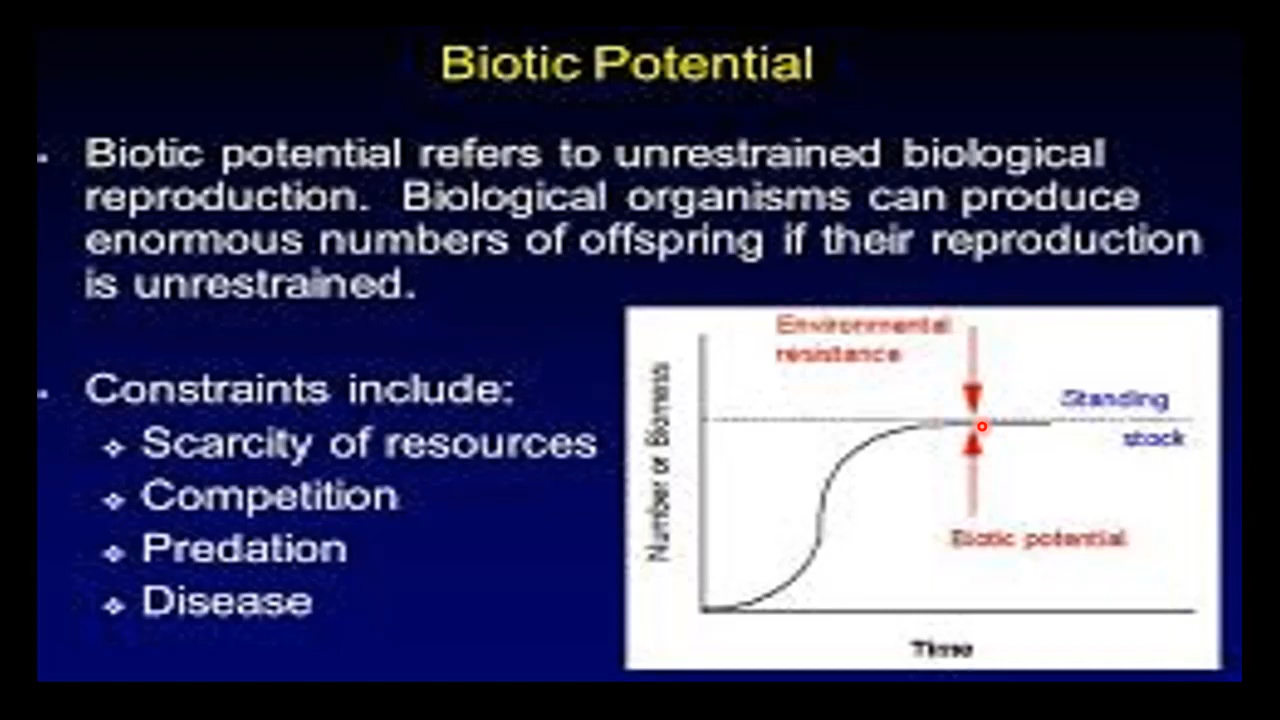 Biotic Potential
Biotic potential refers to unrestrained biological
reproduction. Biological organisms can produce
enormous numbers of offspring if their reproduction
is unrestrained.
Constraints include:
Scarcity of resources
Competition
Predation
Disease
Environmental
resistance
Standing
stock
Biotic potential
Number or Biomass
Time